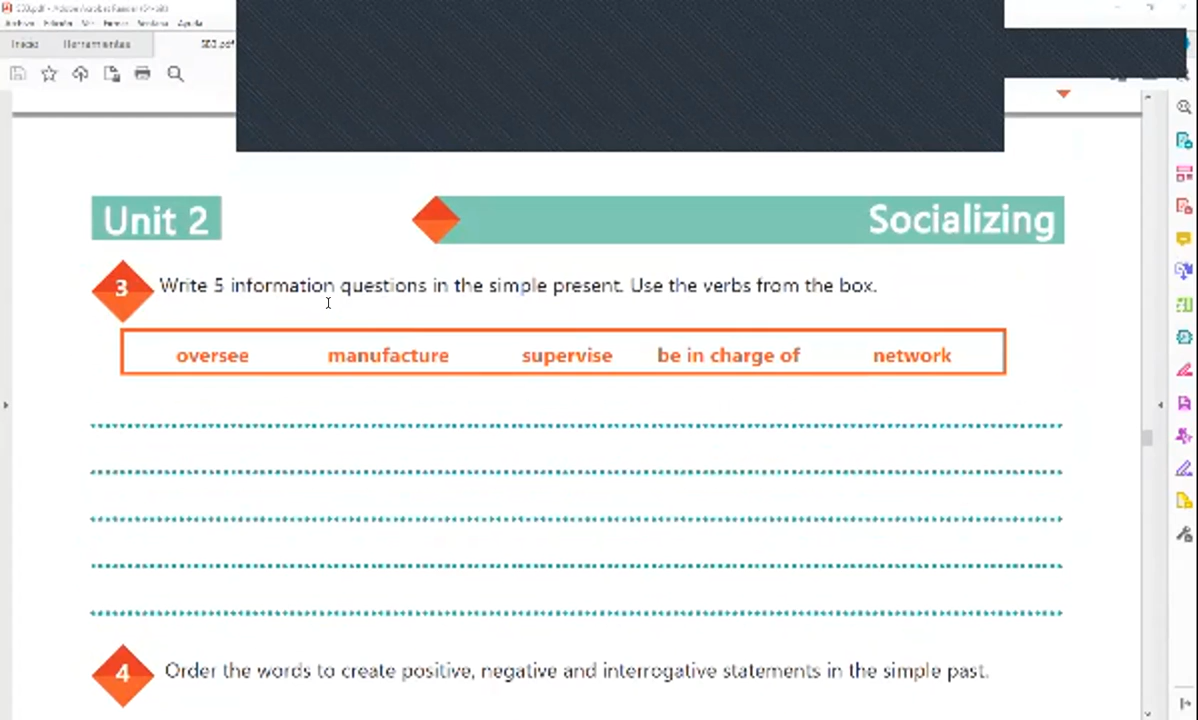 Inicio Herramientas
Unit 2 Socializing
3 Write 5 information questions in the simple present. Use the verbs from the box.
oversee manufacture supervise be in charge of network
4 Order the words to create positive, negative and interrogative statements in the simple past.